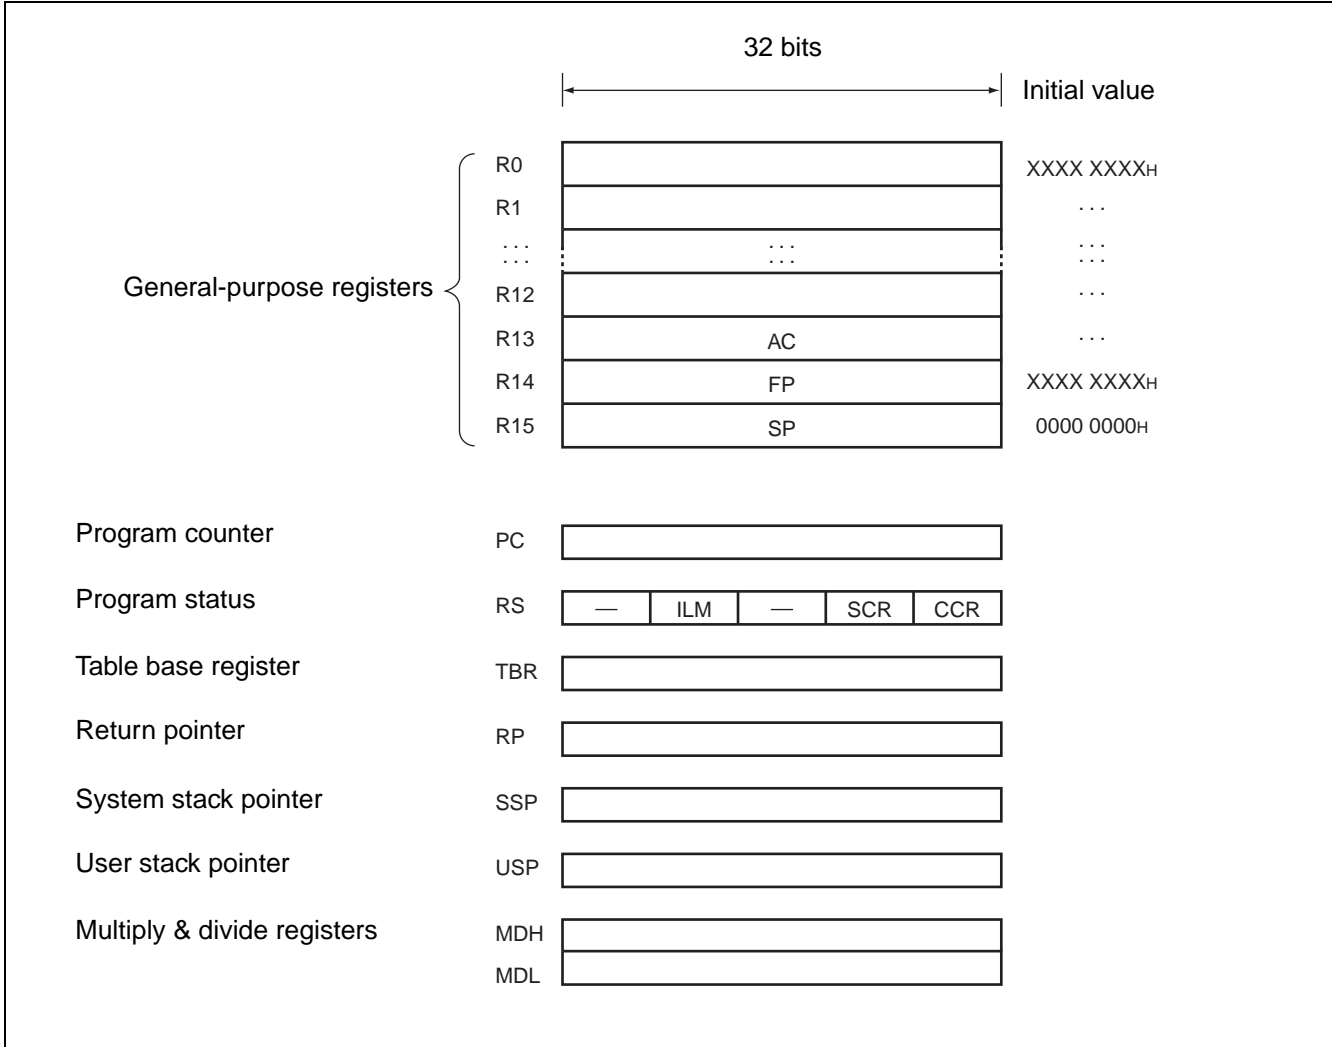 32 bits
Initial value
R0 XXXX XXXXH
R1 ...
... ... ...
... ... ...
General-purpose registers
R12 ...
R13 AC ...
R14 FP XXXX XXXXH
R15 SP 0000 0000H
Program counter PC
Program status RS — ILM — SCR CCR
Table base register TBR
Return pointer RP
System stack pointer SSP
User stack pointer USP
Multiply & divide registers MDH
MDL